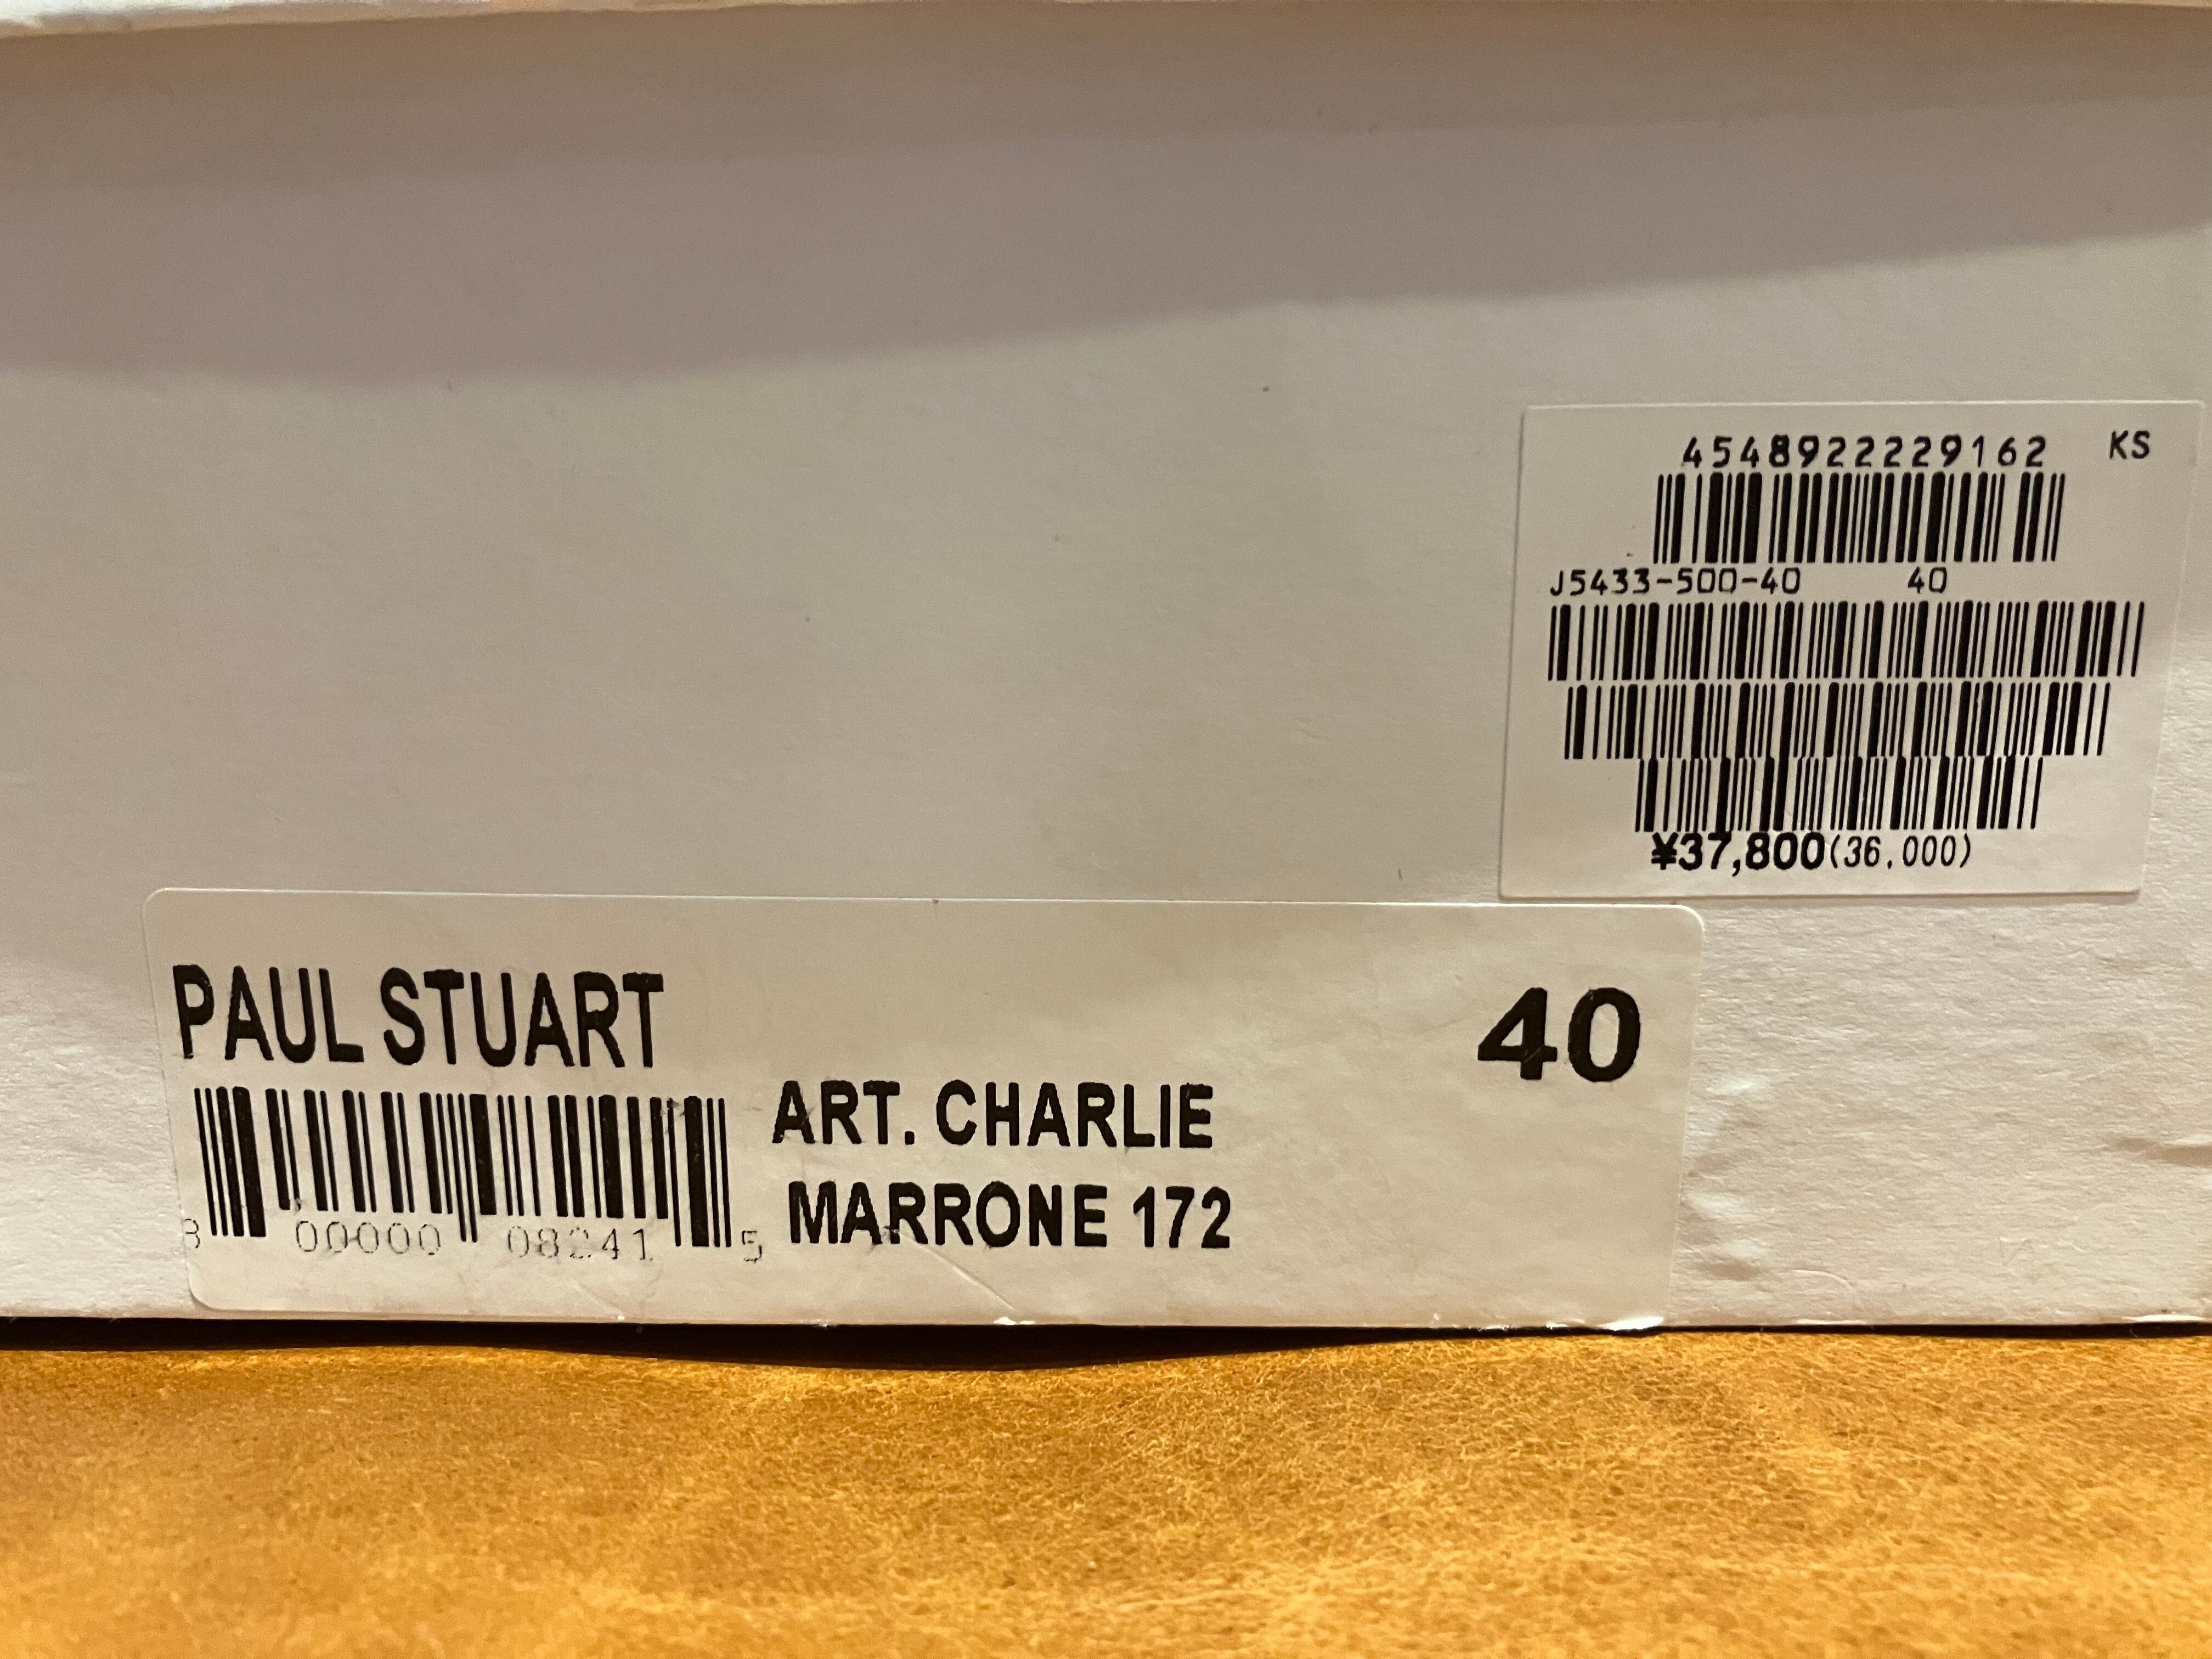 4548922229162 KS
J5433-500-40 40
¥37,800(36,000)
PAUL STUART
40
ART. CHARLIE
MARRONE 172
8 00000 08241 5